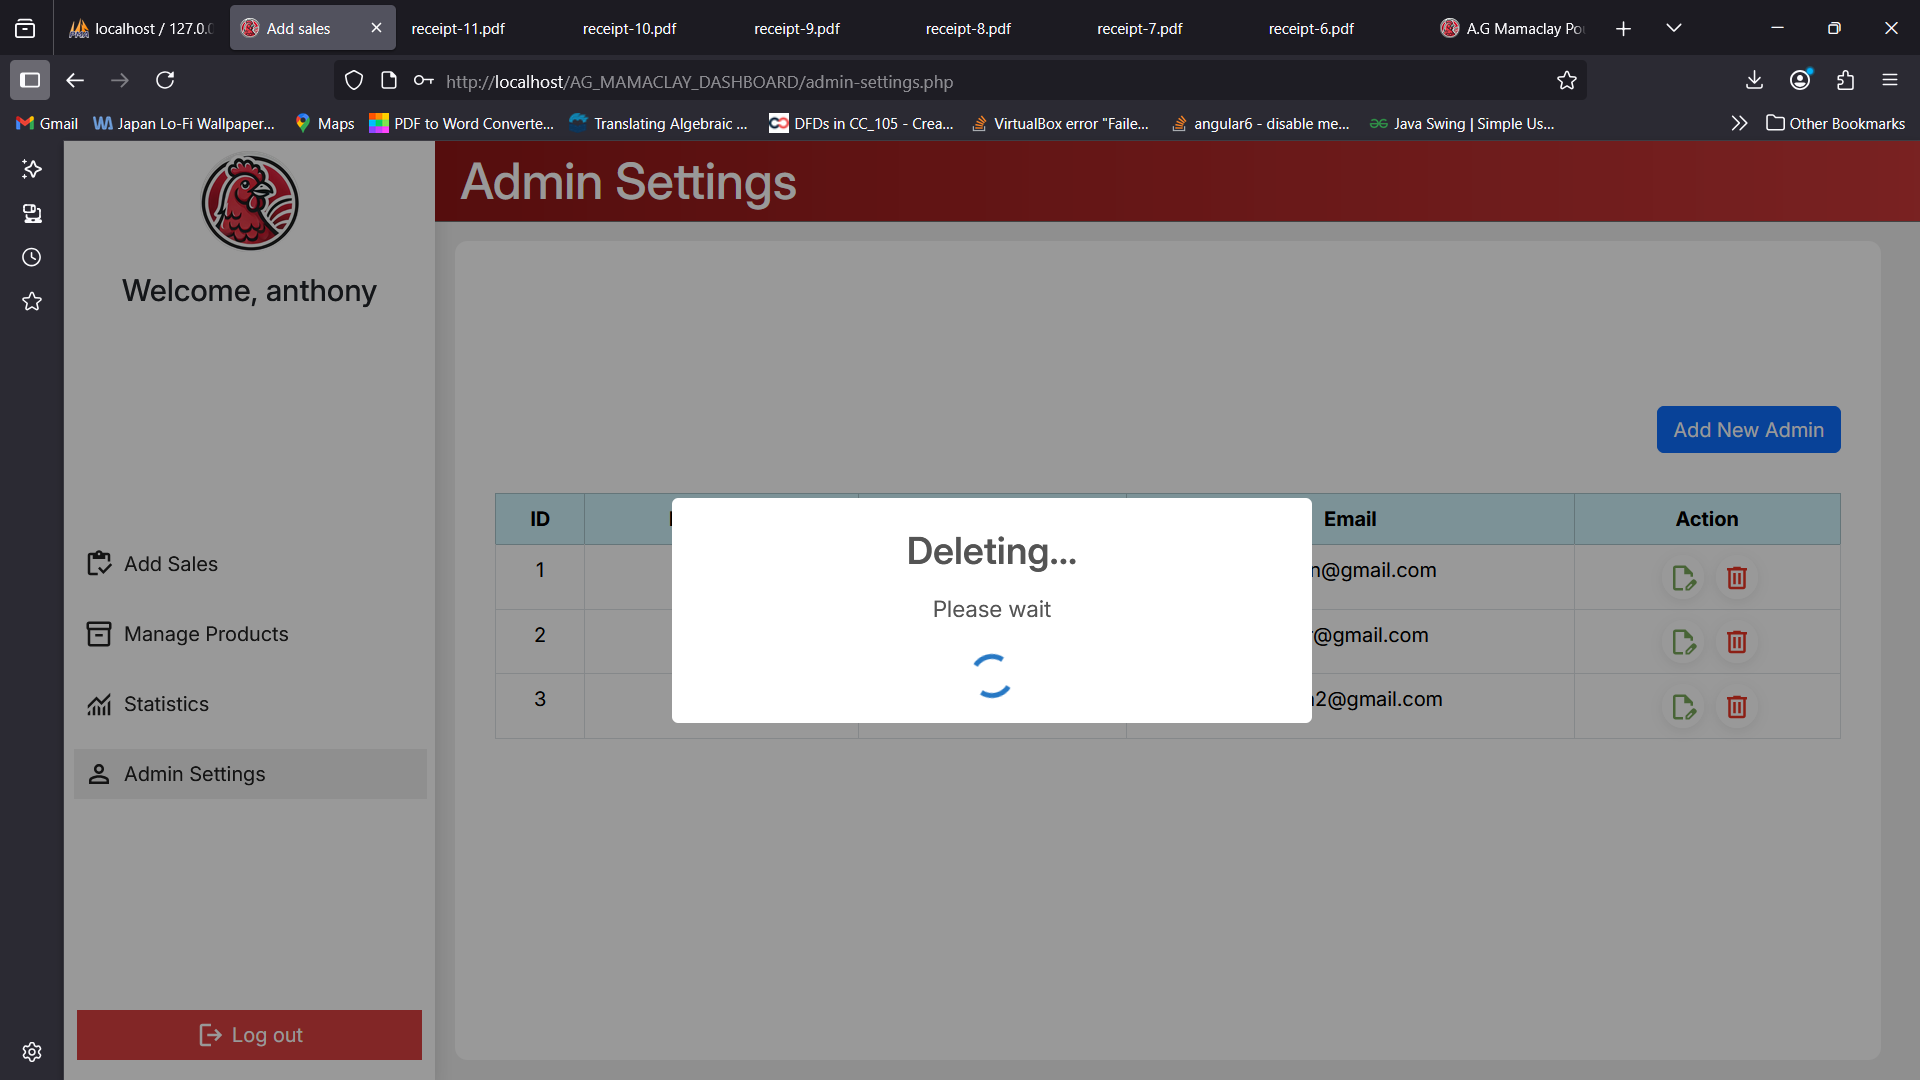 localhost / 127.0.0
Add sales
receipt-11.pdf
receipt-10.pdf
receipt-9.pdf
receipt-8.pdf
receipt-7.pdf
receipt-6.pdf
A.G Mamaclay Po
http://localhost/AG_MAMACLAY_DASHBOARD/admin-settings.php
Gmail
Japan Lo-Fi Wallpaper...
Maps
PDF to Word Converte...
Translating Algebraic ...
DFDs in CC_105 - Crea...
VirtualBox error "Faile...
angular6 - disable me...
Java Swing | Simple Us...
Other Bookmarks
Welcome, anthony
Add Sales
Manage Products
Statistics
Admin Settings
Log out
Admin Settings
Add New Admin
ID Email Action
1 n@gmail.com
2 r@gmail.com
3 2@gmail.com
Deleting...
Please wait